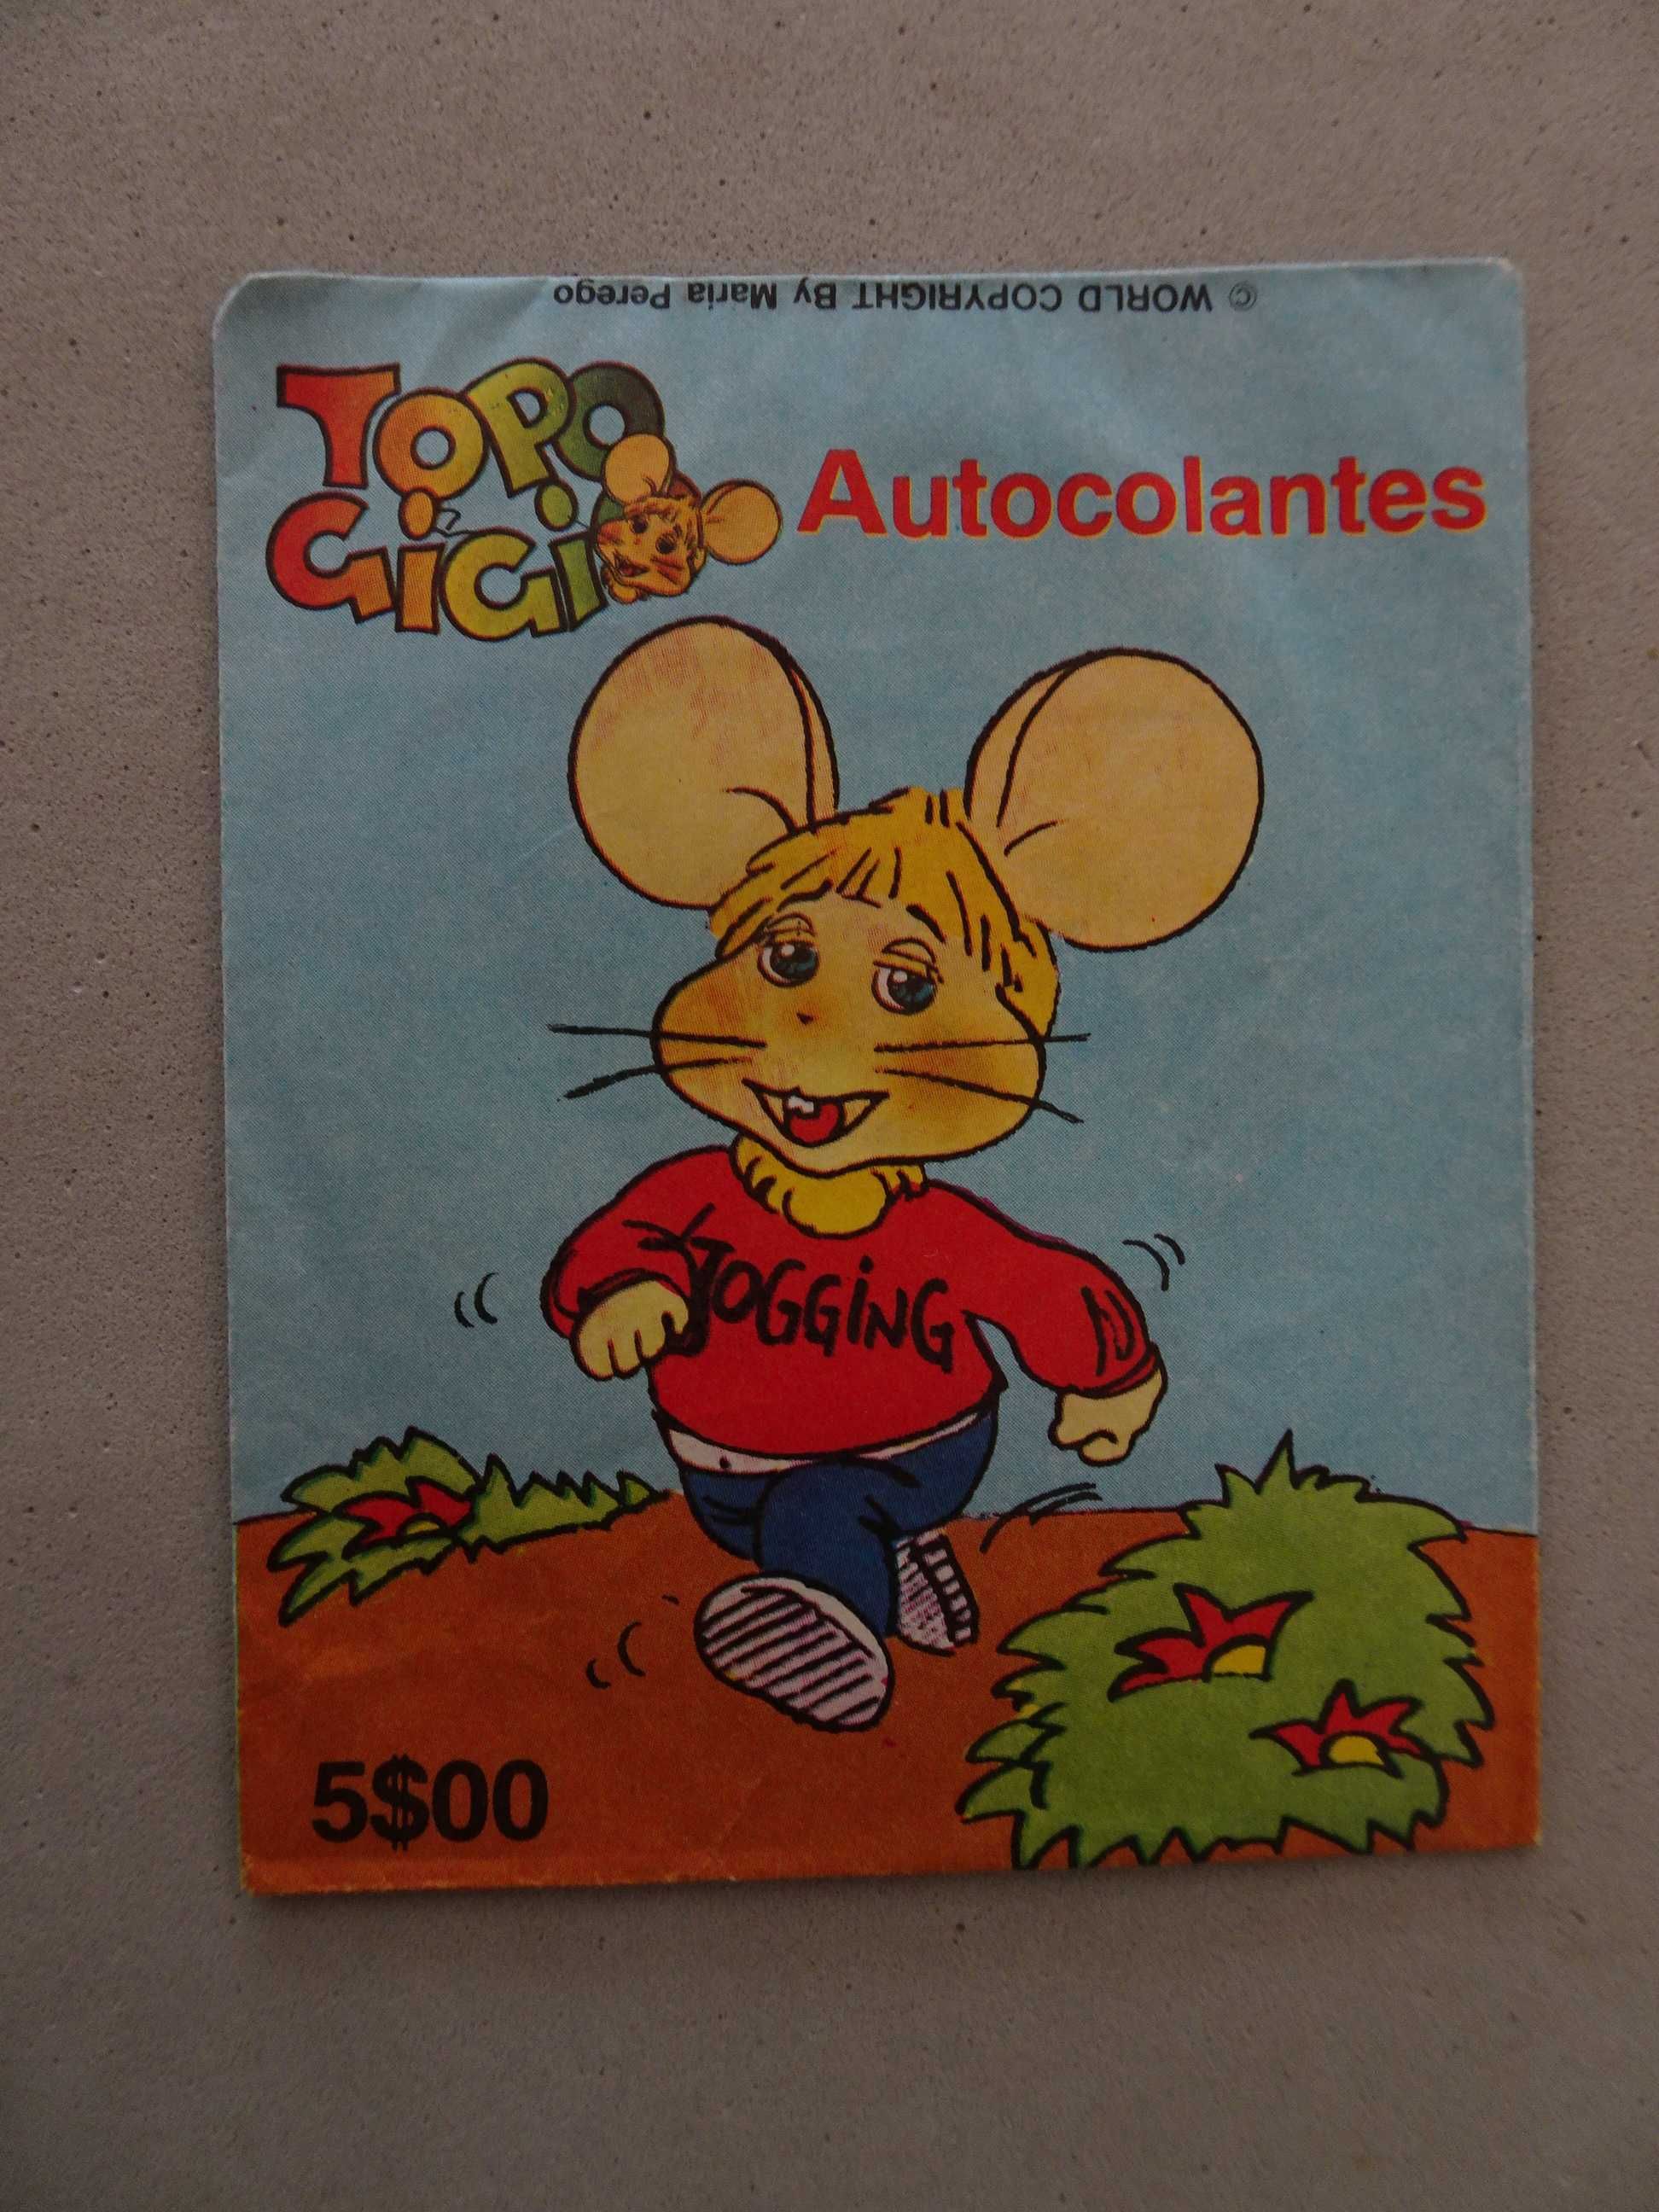 © WORLD COPYRIGHT By Maria Perego
TOPO
GIGIO
Autocolantes
JOGGING
5$00